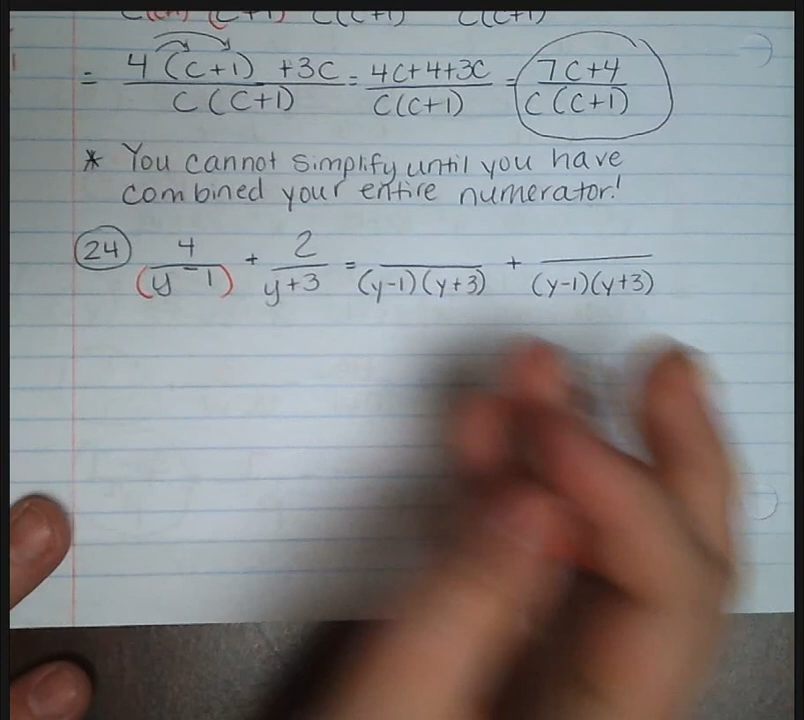 = 4(c+1) +3c / c(c+1) = 4c+4+3c / c(c+1) = 7c+4 / c(c+1)
* You cannot simplify until you have
combined your entire numerator!
24 4 / (y-1) + 2 / y+3 = / (y-1)(y+3) + / (y-1)(y+3)